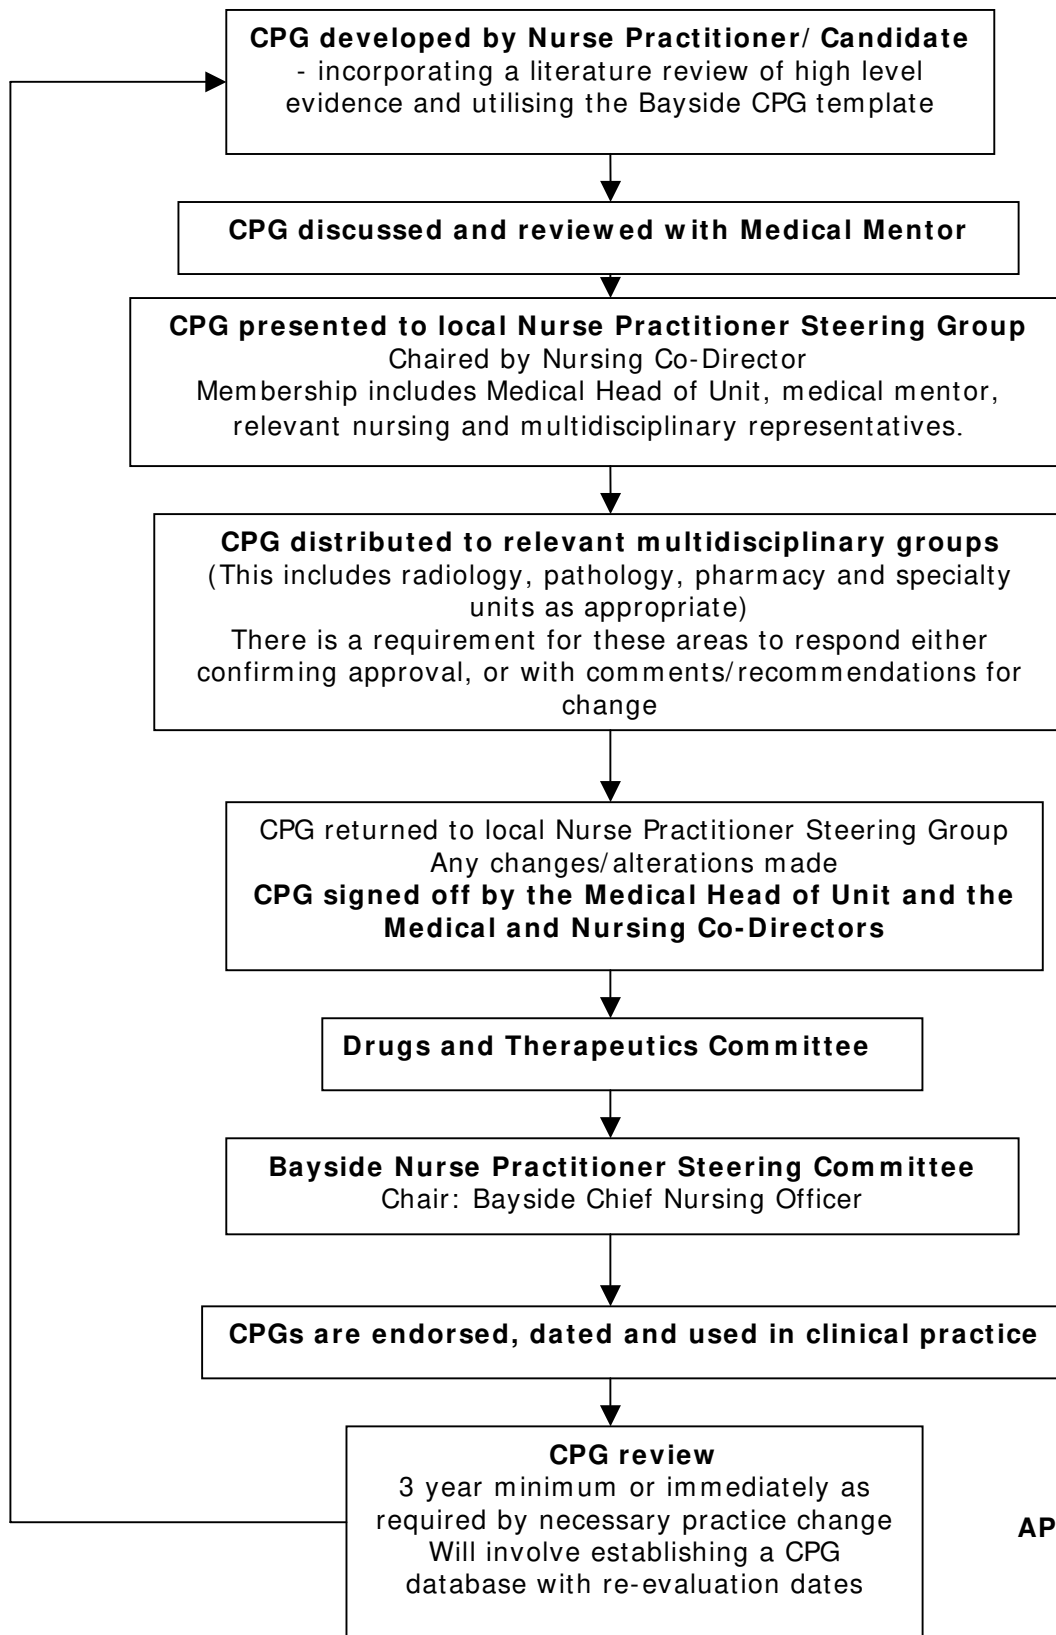 CPG developed by Nurse Practitioner/ Candidate
- incorporating a literature review of high level
evidence and utilising the Bayside CPG template
CPG discussed and reviewed with Medical Mentor
CPG presented to local Nurse Practitioner Steering Group
Chaired by Nursing Co-Director
Membership includes Medical Head of Unit, medical mentor,
relevant nursing and multidisciplinary representatives.
CPG distributed to relevant multidisciplinary groups
(This includes radiology, pathology, pharmacy and specialty
units as appropriate)
There is a requirement for these areas to respond either
confirming approval, or with comments/recommendations for
change
CPG returned to local Nurse Practitioner Steering Group
Any changes/alterations made
CPG signed off by the Medical Head of Unit and the
Medical and Nursing Co-Directors
Drugs and Therapeutics Committee
Bayside Nurse Practitioner Steering Committee
Chair: Bayside Chief Nursing Officer
CPGs are endorsed, dated and used in clinical practice
CPG review
3 year minimum or immediately as
required by necessary practice change
Will involve establishing a CPG
database with re-evaluation dates
AP